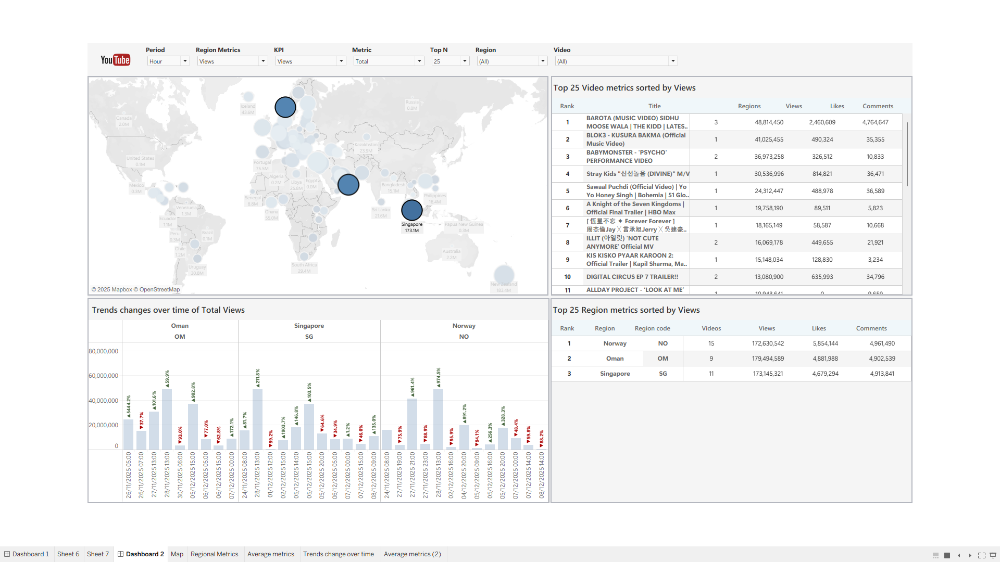 YouTube
Period
Region Metrics
KPI
Metric
Top N
Region
Video
Hour
Views
Views
Total
25
(All)
(All)
Iceland
43.6M
Russia
0.8M
Canada
2.0M
Kazakhstan
23.9M
United States
0.1M
Portugal
75.5M
Algeria
0.2M
Libya
25.8M
Egypt
0.0M
Mexico
0.3M
Bangladesh
15.1M
Senegal
8.8M
Philippines
16.4M
Venezuela
1.3M
Ghana
55.0M
Sri Lanka
21.6M
Ecuador
1.1M
Singapore
173.1M
Papua New Guinea
0.3M
Peru
0.3M
Brazil
0.1M
Chile
1.2M
Australia
2.2M
Uruguay
30.8M
South Africa
29.4M
New Zealand
183.4M
© 2025 Mapbox © OpenStreetMap
Top 25 Video metrics sorted by Views
Rank Title Regions Views Likes Comments
1 BAROTA (MUSIC VIDEO) SIDHU MOOSE WALA | THE KIDD | LATES.. 3 48,814,450 2,460,609 4,764,647
2 BLOK3 - KUSURA BAKMA (Official Music Video) 1 41,025,455 490,324 35,355
3 BABYMONSTER - 'PSYCHO' PERFORMANCE VIDEO 2 36,973,258 326,512 10,833
4 Stray Kids "신선놀음 (DIVINE)" M/V 1 30,536,996 814,821 36,471
5 Sawaal Puchdi (Official Video) | Yo Yo Honey Singh | Bohemia | 51 Glo.. 1 24,312,447 488,978 36,589
6 A Knight of the Seven Kingdoms | Official Final Trailer | HBO Max 1 19,758,190 89,511 5,823
7 [ 恆星不忘 ✦ Forever Forever ] 周杰倫Jay╳言承旭Jerry╳吳建豪.. 1 18,165,149 58,587 10,668
8 ILLIT (아일릿) 'NOT CUTE ANYMORE' Official MV 2 16,069,178 449,655 21,921
9 KIS KISKO PYAAR KAROON 2: Official Trailer | Kapil Sharma, Ma.. 1 15,148,034 128,830 3,234
10 DIGITAL CIRCUS EP 7 TRAILER!! 2 13,080,900 635,993 34,796
11 ALLDAY PROJECT - 'LOOK AT ME' 1 10,943,641 0 9,659
Trends changes over time of Total Views
Oman Singapore Norway
OM SG NO
80,000,000
60,000,000
40,000,000
20,000,000
0
▲5444.2%
▼37.7%
▲101.6%
▲59.9%
▼93.0%
▲982.8%
▼77.0%
▼62.8%
▲172.1%
▲81.7%
▲211.8%
▼99.2%
▲1903.7%
▲146.8%
▲103.5%
▼64.6%
▼34.9%
▲1.2%
▼46.0%
▲135.0%
▼75.9%
▲961.4%
▼88.9%
▲974.5%
▼95.9%
▲891.2%
▼94.1%
▲256.3%
▲328.3%
▼48.4%
▼59.8%
▼88.2%
26/11/2025 05:00
26/11/2025 07:00
27/11/2025 13:00
28/11/2025 13:00
30/11/2025 06:00
05/12/2025 15:00
06/12/2025 05:00
06/12/2025 15:00
07/12/2025 00:00
24/11/2025 08:00
28/11/2025 13:00
01/12/2025 12:00
02/12/2025 15:00
05/12/2025 14:00
05/12/2025 15:00
05/12/2025 20:00
06/12/2025 05:00
07/12/2025 00:00
07/12/2025 15:00
08/12/2025 09:00
24/11/2025 08:00
27/11/2025 19:00
27/11/2025 21:00
27/11/2025 23:00
28/11/2025 13:00
02/12/2025 16:00
04/12/2025 20:00
05/12/2025 09:00
05/12/2025 16:00
05/12/2025 20:00
07/12/2025 00:00
07/12/2025 14:00
08/12/2025 14:00
Top 25 Region metrics sorted by Views
Rank Region Region code Videos Views Likes Comments
1 Norway NO 15 172,630,542 5,854,144 4,961,490
2 Oman OM 9 179,494,589 4,881,988 4,902,539
3 Singapore SG 11 173,145,321 4,679,294 4,913,841
Dashboard 1 Sheet 6 Sheet 7 Dashboard 2 Map Regional Metrics Average metrics Trends change over time Average metrics (2)